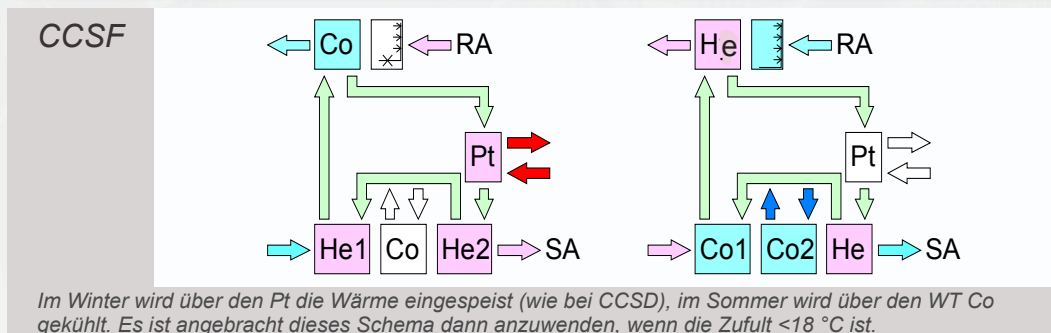 CCSF
Co
RA
He
RA
Pt
Pt
He1 Co He2 SA
Co1 Co2 He SA
Im Winter wird über den Pt die Wärme eingespeist (wie bei CCSD), im Sommer wird über den WT Co
gekühlt. Es ist angebracht dieses Schema dann anzuwenden, wenn die Zufult <18 °C ist.